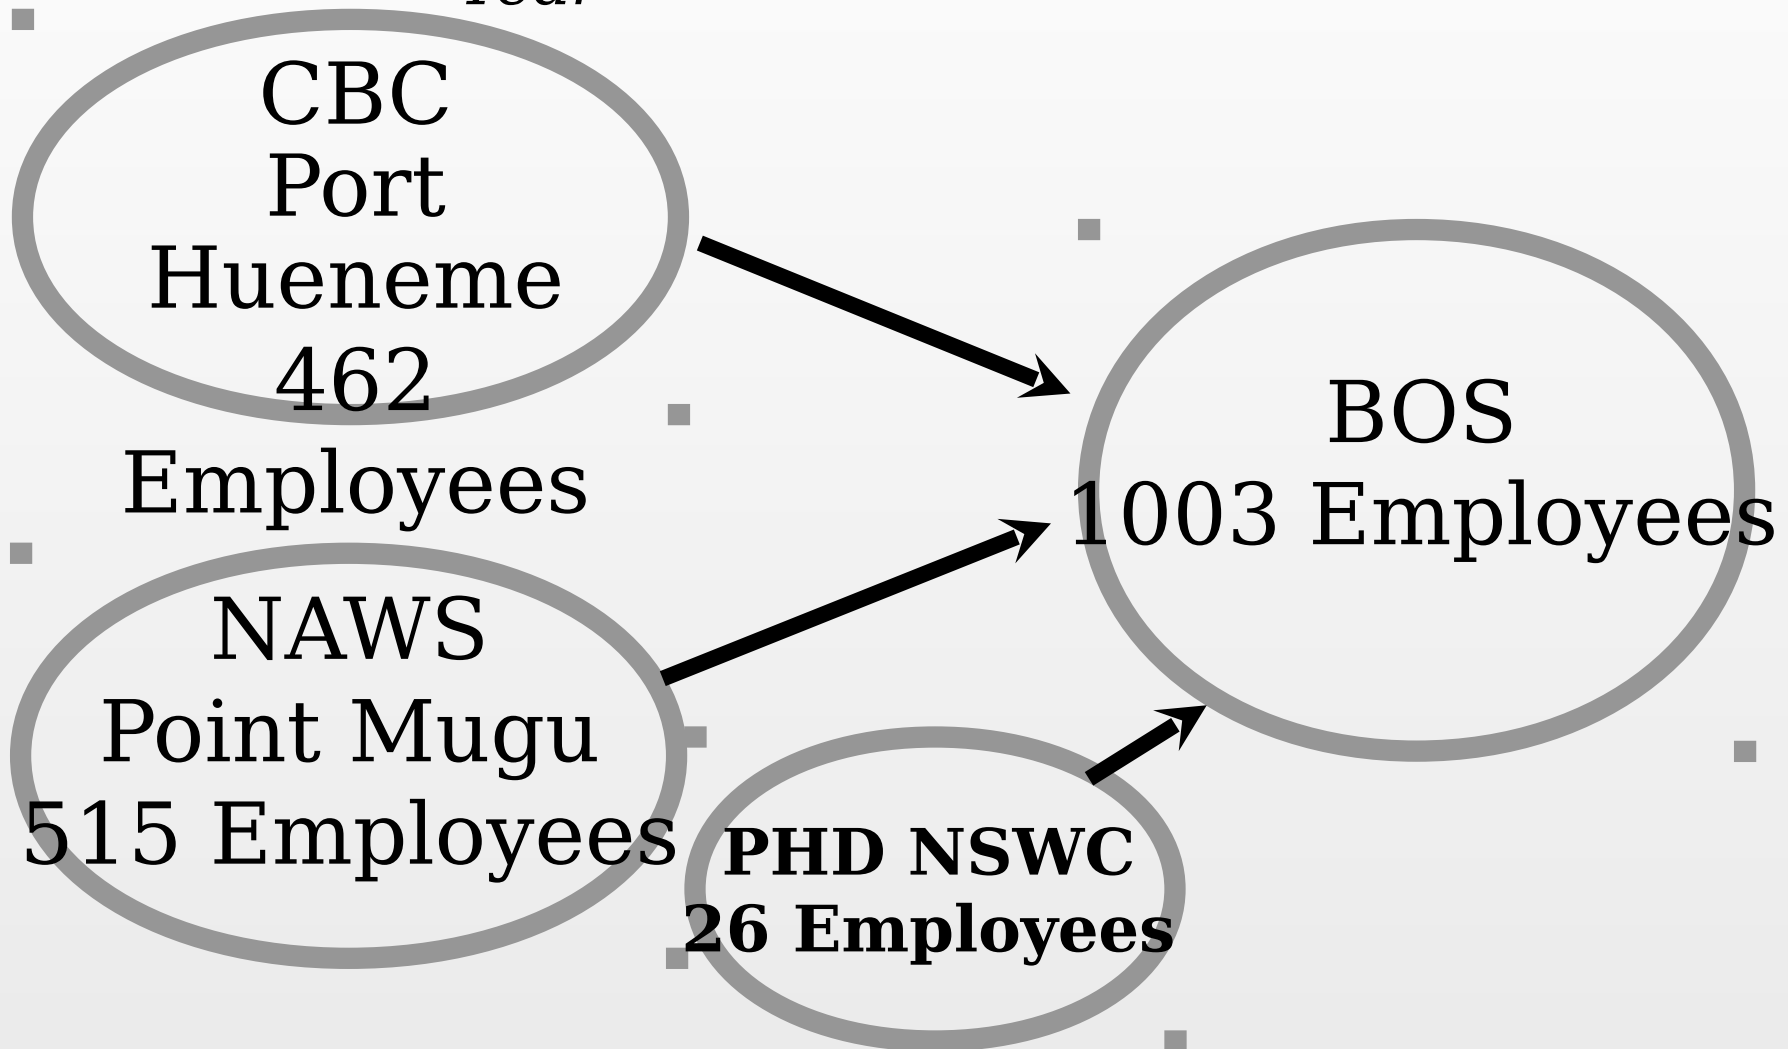 CBC
Port
Hueneme
462
Employees
BOS
1003 Employees
NAWS
Point Mugu
515 Employees
PHD NSWC
26 Employees